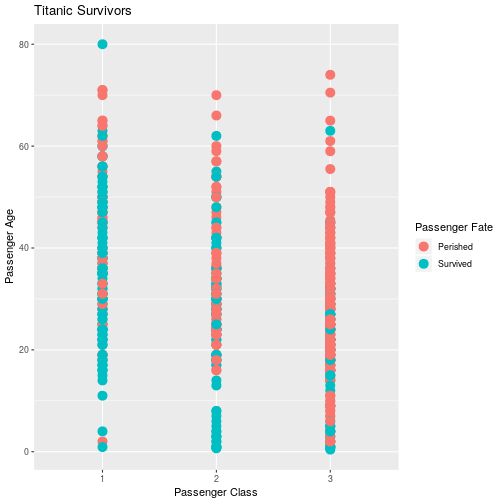 Titanic Survivors
80
60
40
20
0
Passenger Age
1 2 3
Passenger Class
Passenger Fate
Perished
Survived